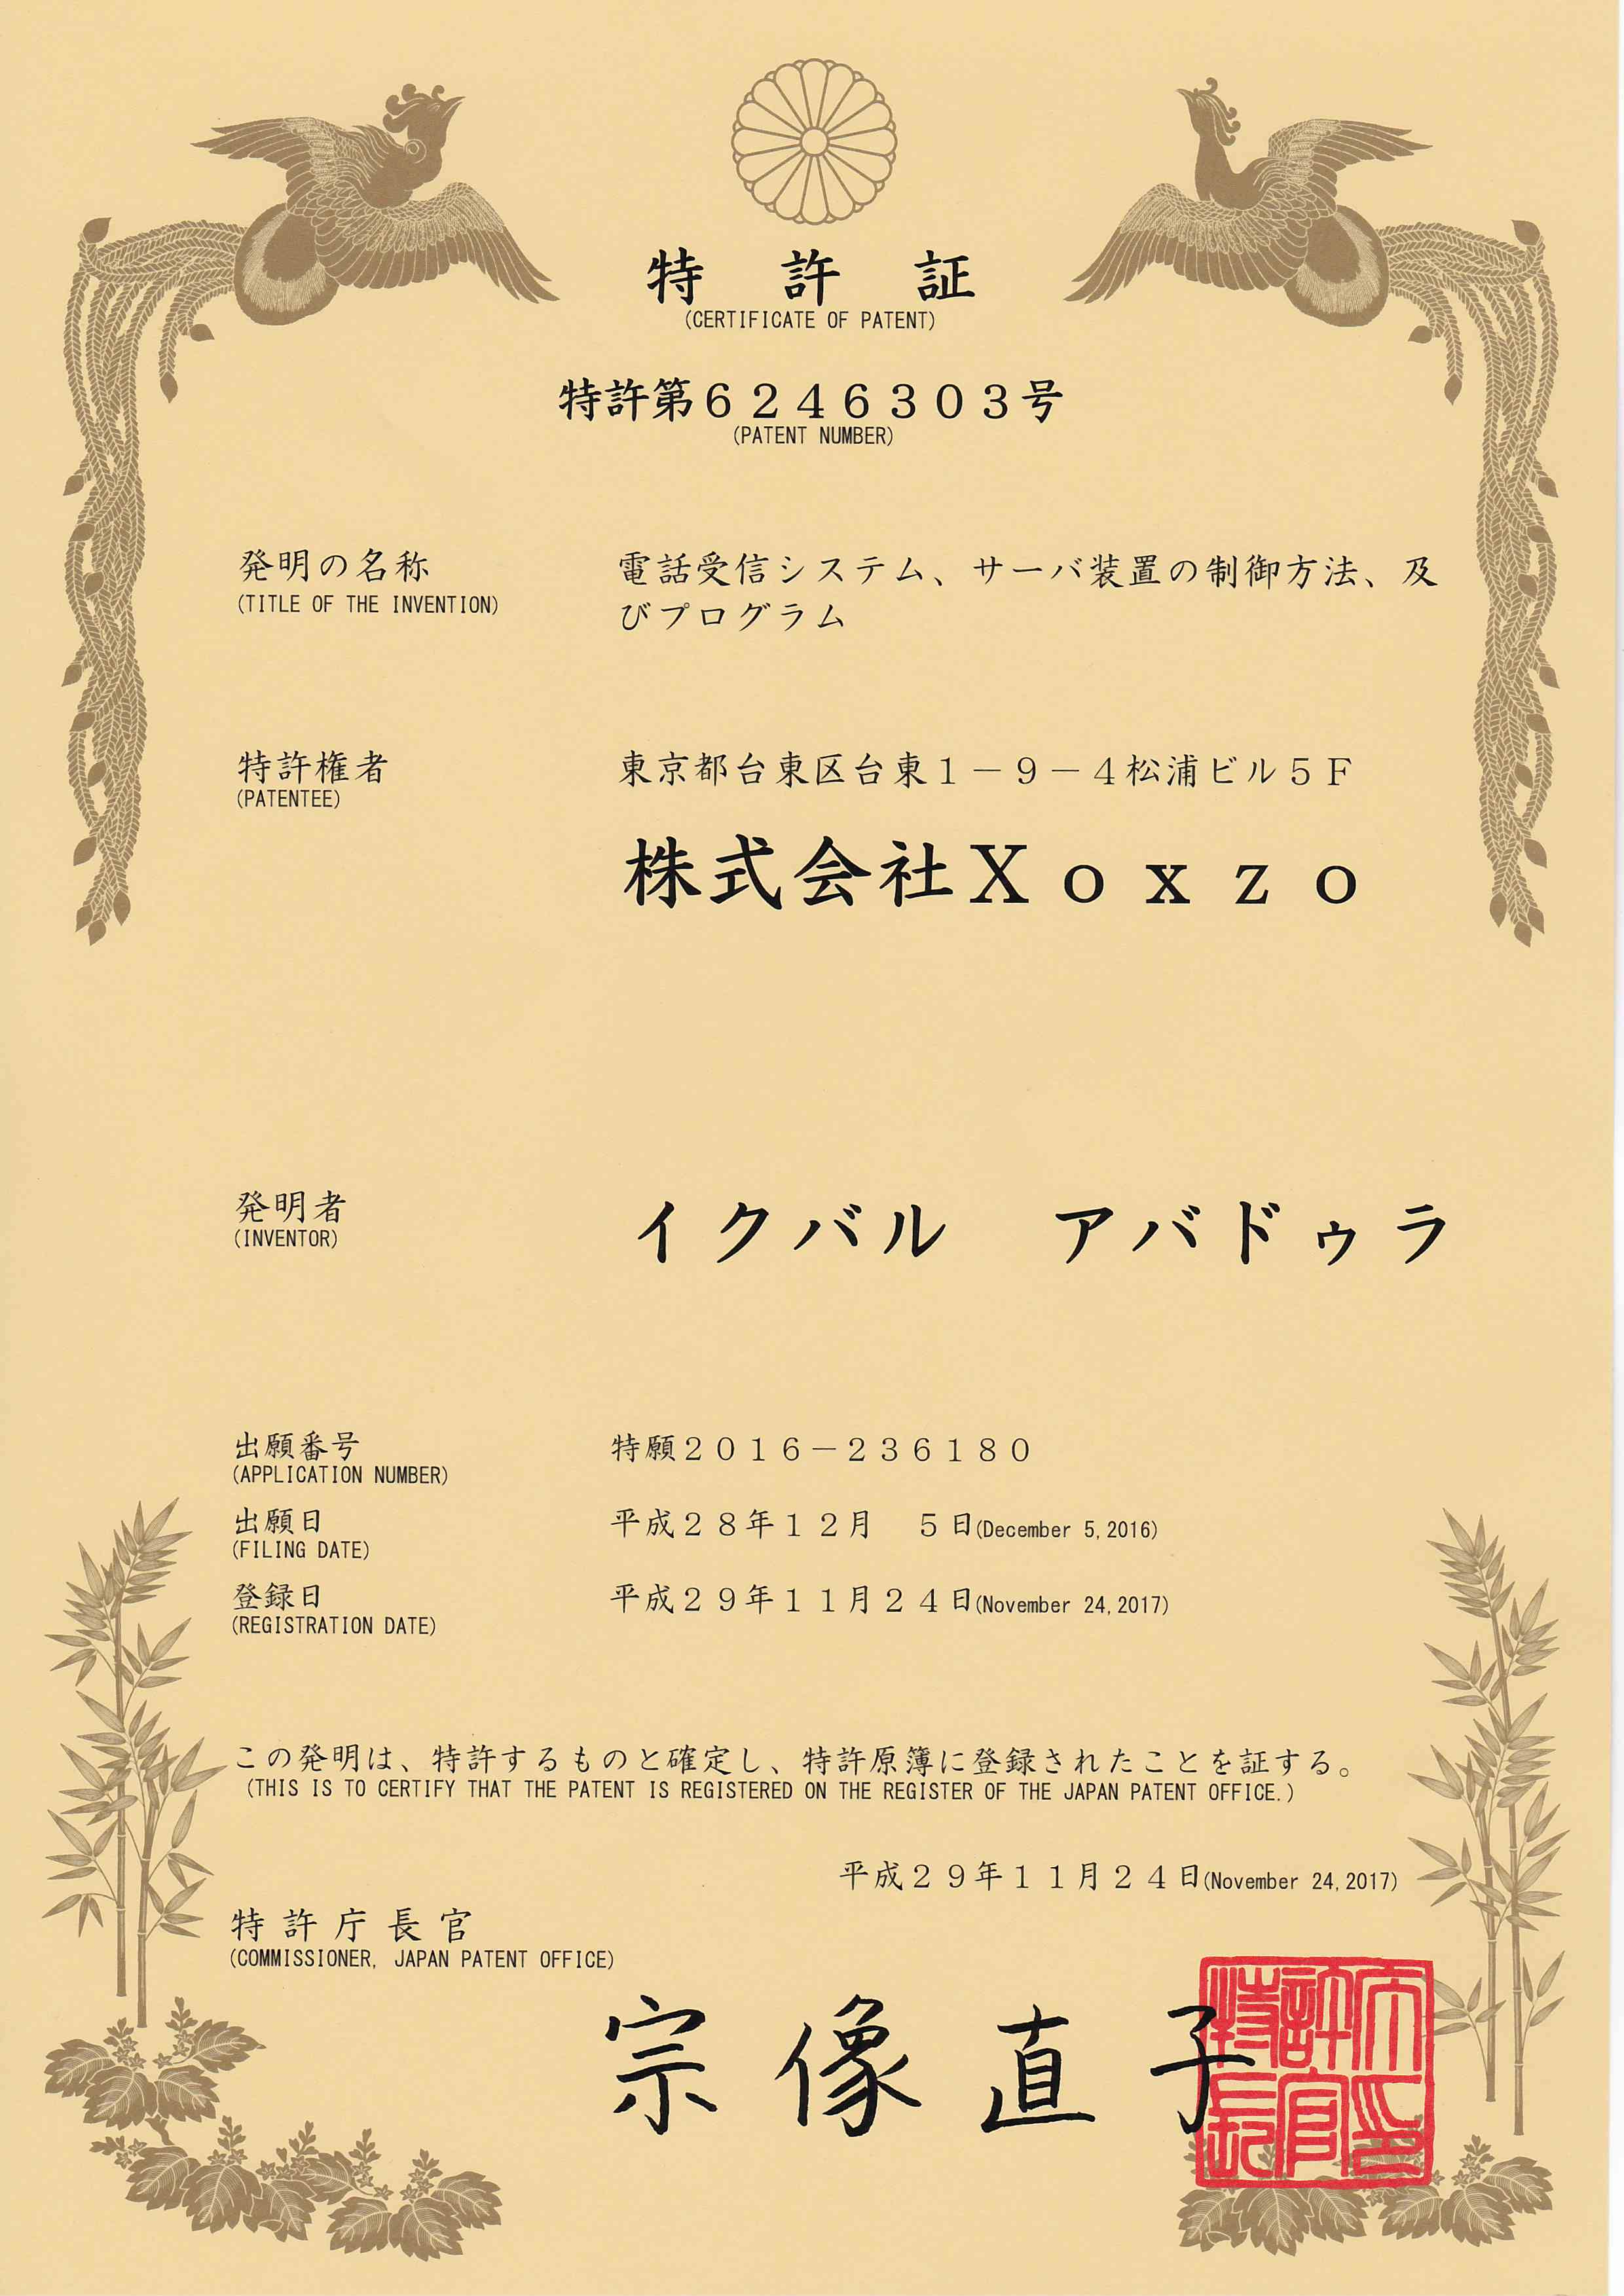 特許証
(CERTIFICATE OF PATENT)
特許第６２４６３０３号
(PATENT NUMBER)
発明の名称
(TITLE OF THE INVENTION)
電話受信システム、サーバ装置の制御方法、及
びプログラム
特許権者
(PATENTEE)
東京都台東区台東１－９－４松浦ビル５Ｆ
株式会社Ｘｏｘｚｏ
発明者
(INVENTOR)
イクバル　アバドゥラ
出願番号
(APPLICATION NUMBER)
特願２０１６－２３６１８０
出願日
(FILING DATE)
平成２８年１２月　５日(December 5,2016)
登録日
(REGISTRATION DATE)
平成２９年１１月２４日(November 24,2017)
この発明は、特許するものと確定し、特許原簿に登録されたことを証する。
(THIS IS TO CERTIFY THAT THE PATENT IS REGISTERED ON THE REGISTER OF THE JAPAN PATENT OFFICE.)
平成２９年１１月２４日(November 24,2017)
特許庁長官
(COMMISSIONER, JAPAN PATENT OFFICE)
宗像直子